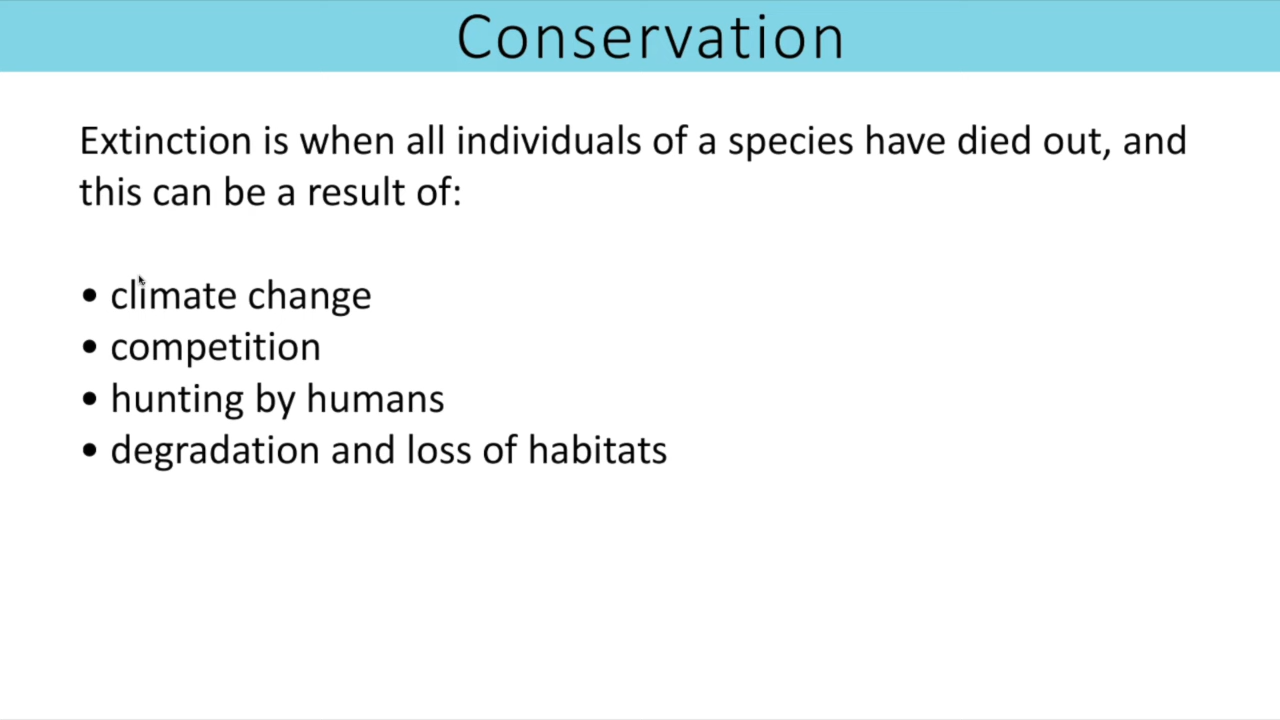 Conservation
Extinction is when all individuals of a species have died out, and
this can be a result of:
• climate change
• competition
• hunting by humans
• degradation and loss of habitats